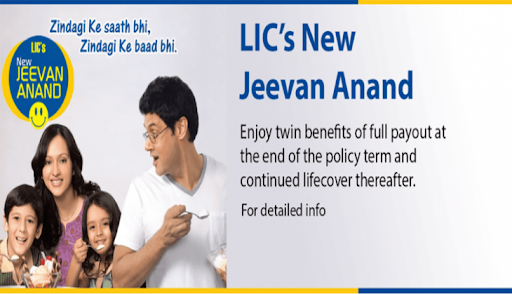 Zindagi Ke saath bhi,
Zindagi Ke baad bhi.
LIC's
New
JEEVAN
ANAND
LIC's New
Jeevan Anand
Enjoy twin benefits of full payout at
the end of the policy term and
continued lifecover thereafter.
For detailed info